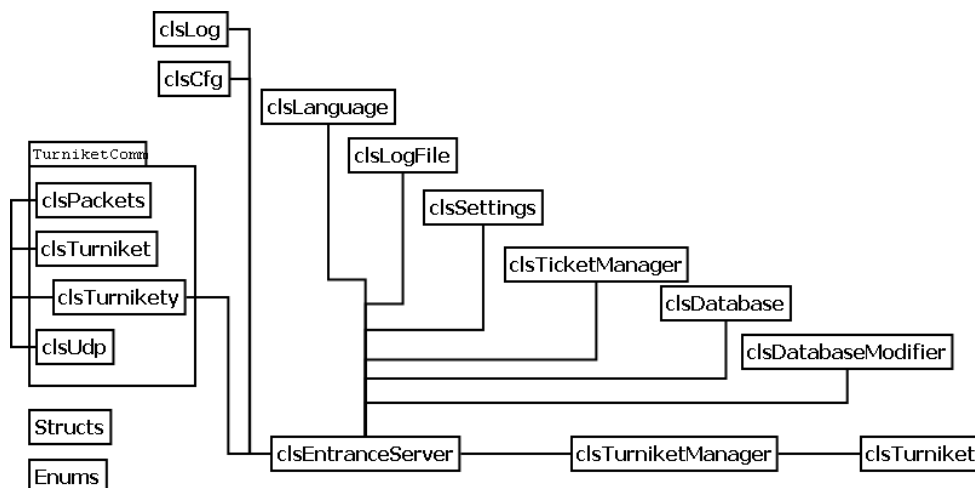 clsLog
clsCfg
clsLanguage
TurniketComm
clsLogFile
clsPackets
clsSettings
clsTurniket
clsTicketManager
clsTurnikety
clsDatabase
clsUdp
clsDatabaseModifier
Structs
clsEntranceServer
clsTurniketManager
clsTurniket
Enums